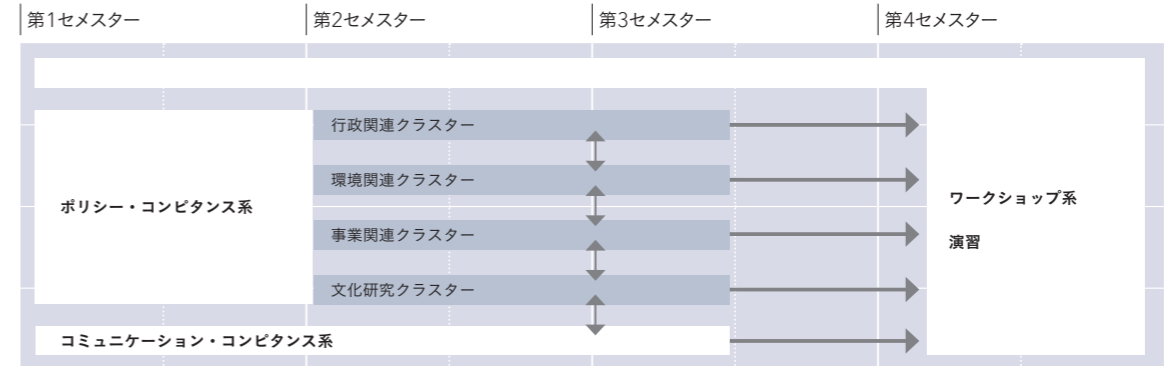 第1セメスター
第2セメスター
第3セメスター
第4セメスター
行政関連クラスター
環境関連クラスター
ポリシー・コンピタンス系
事業関連クラスター
文化研究クラスター
コミュニケーション・コンピタンス系
ワークショップ系
演習